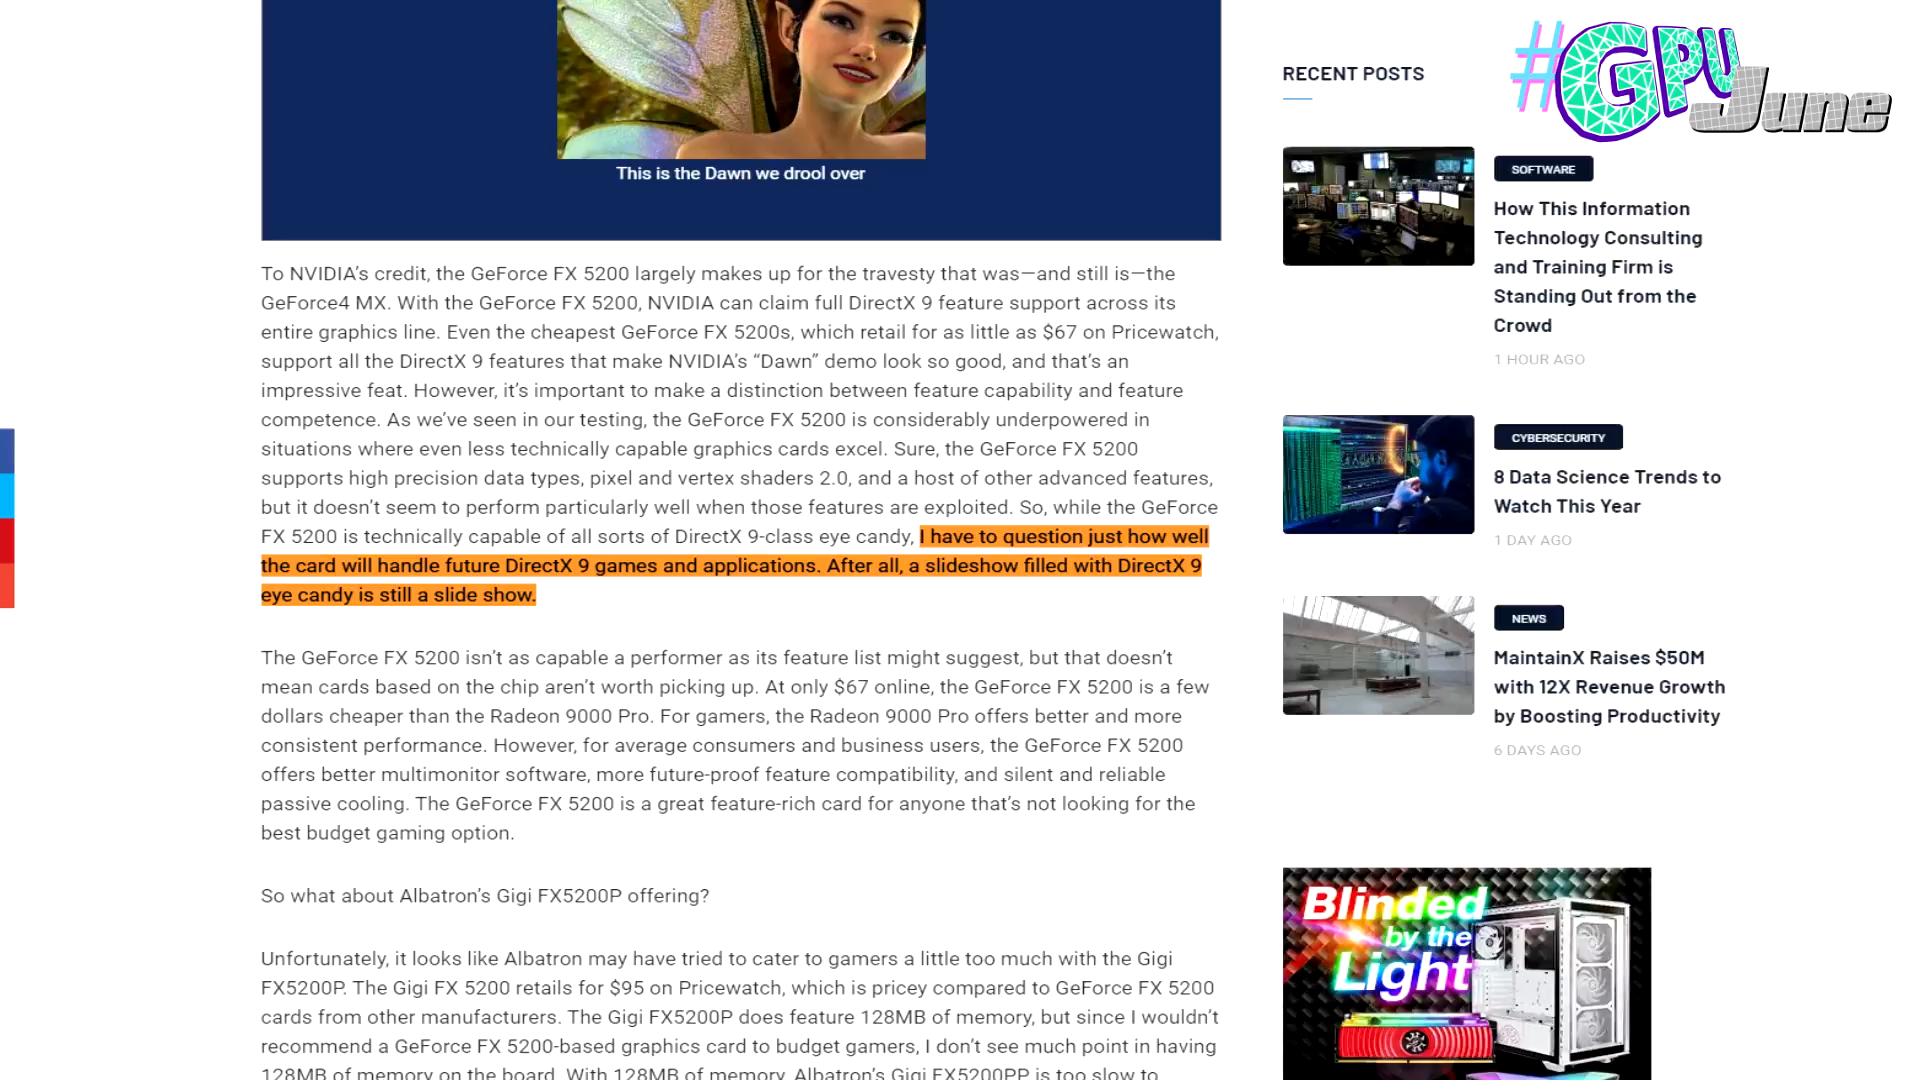 This is the Dawn we drool over
To NVIDIA’s credit, the GeForce FX 5200 largely makes up for the travesty that was—and still is—the
GeForce4 MX. With the GeForce FX 5200, NVIDIA can claim full DirectX 9 feature support across its
entire graphics line. Even the cheapest GeForce FX 5200s, which retail for as little as $67 on Pricewatch,
support all the DirectX 9 features that make NVIDIA’s “Dawn” demo look so good, and that’s an
impressive feat. However, it’s important to make a distinction between feature capability and feature
competence. As we’ve seen in our testing, the GeForce FX 5200 is considerably underpowered in
situations where even less technically capable graphics cards excel. Sure, the GeForce FX 5200
supports high precision data types, pixel and vertex shaders 2.0, and a host of other advanced features,
but it doesn’t seem to perform particularly well when those features are exploited. So, while the GeForce
FX 5200 is technically capable of all sorts of DirectX 9-class eye candy, I have to question just how well
the card will handle future DirectX 9 games and applications. After all, a slideshow filled with DirectX 9
eye candy is still a slide show.
The GeForce FX 5200 isn’t as capable a performer as its feature list might suggest, but that doesn’t
mean cards based on the chip aren’t worth picking up. At only $67 online, the GeForce FX 5200 is a few
dollars cheaper than the Radeon 9000 Pro. For gamers, the Radeon 9000 Pro offers better and more
consistent performance. However, for average consumers and business users, the GeForce FX 5200
offers better multimonitor software, more future-proof feature compatibility, and silent and reliable
passive cooling. The GeForce FX 5200 is a great feature-rich card for anyone that’s not looking for the
best budget gaming option.
So what about Albatron’s Gigi FX5200P offering?
Unfortunately, it looks like Albatron may have tried to cater to gamers a little too much with the Gigi
FX5200P. The Gigi FX 5200 retails for $95 on Pricewatch, which is pricey compared to GeForce FX 5200
cards from other manufacturers. The Gigi FX5200P does feature 128MB of memory, but since I wouldn’t
recommend a GeForce FX 5200-based graphics card to budget gamers, I don’t see much point in having
128MB of memory on the board. With 128MB of memory, Albatron’s Gigi FX5200PP is too slow to
#GPUJune
RECENT POSTS
SOFTWARE
How This Information
Technology Consulting
and Training Firm is
Standing Out from the
Crowd
1 HOUR AGO
CYBERSECURITY
8 Data Science Trends to
Watch This Year
1 DAY AGO
NEWS
MaintainX Raises $50M
with 12X Revenue Growth
by Boosting Productivity
6 DAYS AGO
Blinded
by the
Light